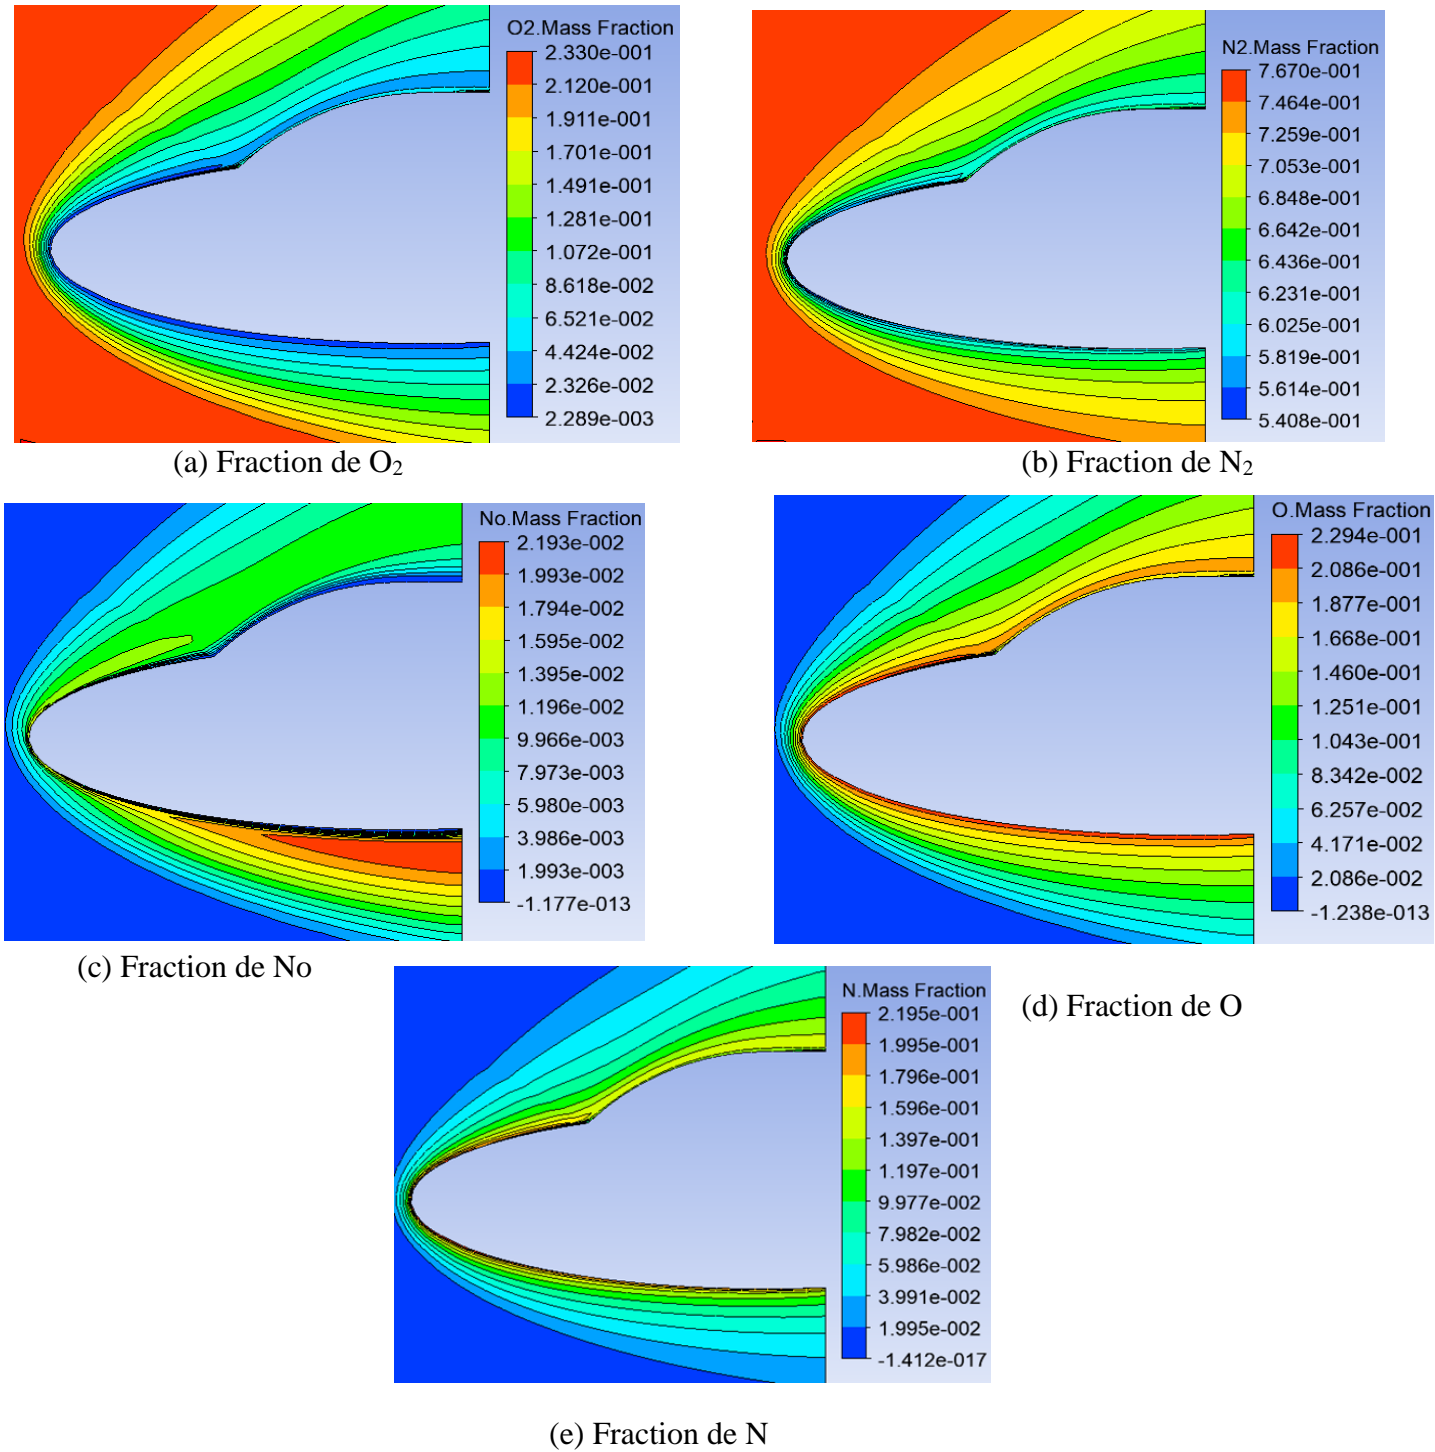 O2.Mass Fraction
2.330e-001
2.120e-001
1.911e-001
1.701e-001
1.491e-001
1.281e-001
1.072e-001
8.618e-002
6.521e-002
4.424e-002
2.326e-002
2.289e-003
(a) Fraction de O₂
N2.Mass Fraction
7.670e-001
7.464e-001
7.259e-001
7.053e-001
6.848e-001
6.642e-001
6.436e-001
6.231e-001
6.025e-001
5.819e-001
5.614e-001
5.408e-001
(b) Fraction de N₂
No.Mass Fraction
2.193e-002
1.993e-002
1.794e-002
1.595e-002
1.395e-002
1.196e-002
9.966e-003
7.973e-003
5.980e-003
3.986e-003
1.993e-003
-1.177e-013
(c) Fraction de No
O.Mass Fraction
2.294e-001
2.086e-001
1.877e-001
1.668e-001
1.460e-001
1.251e-001
1.043e-001
8.342e-002
6.257e-002
4.171e-002
2.086e-002
-1.238e-013
(d) Fraction de O
N.Mass Fraction
2.195e-001
1.995e-001
1.796e-001
1.596e-001
1.397e-001
1.197e-001
9.977e-002
7.982e-002
5.986e-002
3.991e-002
1.995e-002
-1.412e-017
(e) Fraction de N